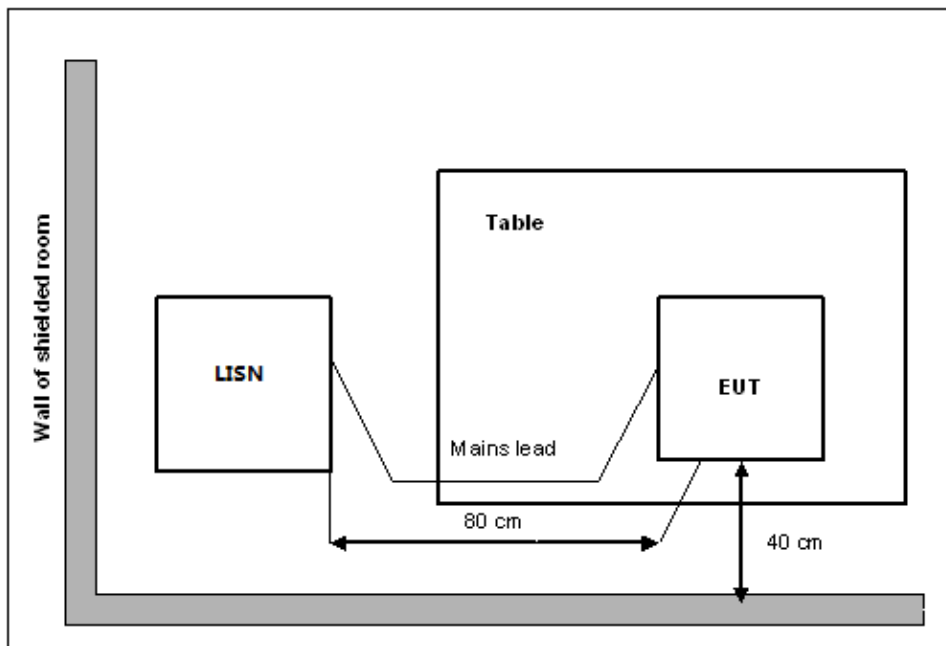 Wall of shielded room
Table
LISN
EUT
Mains lead
80 cm
40 cm